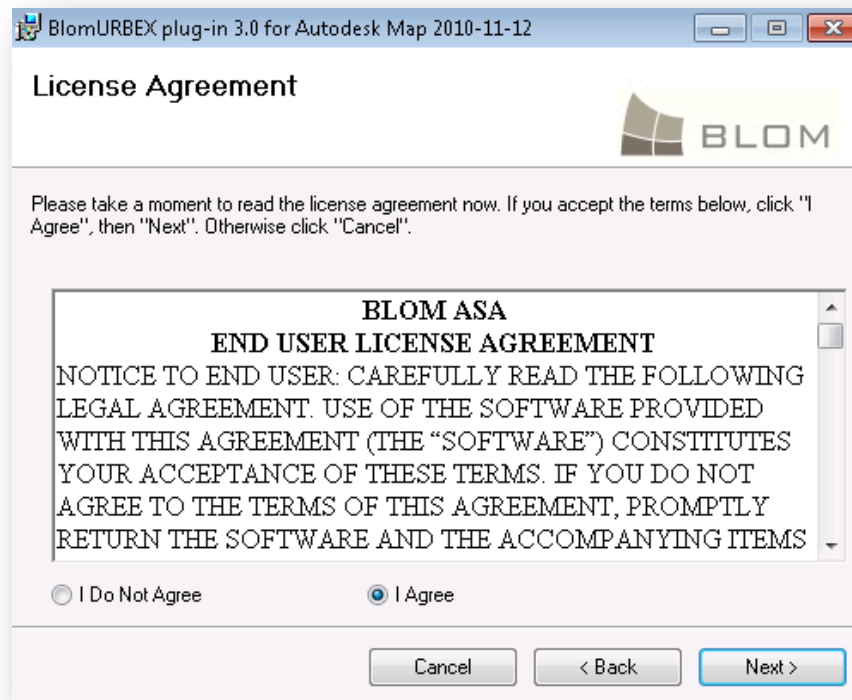 BlomURBEX plug-in 3.0 for Autodesk Map 2010-11-12
License Agreement
BLOM
Please take a moment to read the license agreement now. If you accept the terms below, click "I
Agree", then "Next". Otherwise click "Cancel".
BLOM ASA
END USER LICENSE AGREEMENT
NOTICE TO END USER: CAREFULLY READ THE FOLLOWING
LEGAL AGREEMENT. USE OF THE SOFTWARE PROVIDED
WITH THIS AGREEMENT (THE “SOFTWARE”) CONSTITUTES
YOUR ACCEPTANCE OF THESE TERMS. IF YOU DO NOT
AGREE TO THE TERMS OF THIS AGREEMENT, PROMPTLY
RETURN THE SOFTWARE AND THE ACCOMPANYING ITEMS
I Do Not Agree I Agree
Cancel < Back Next >